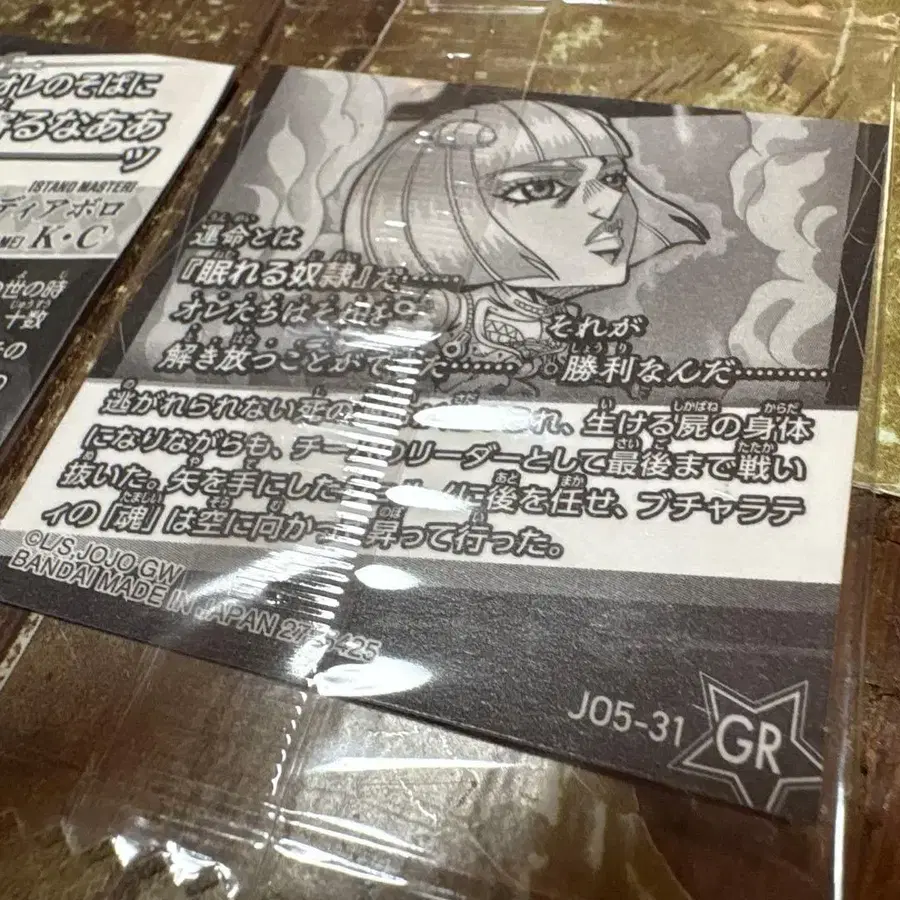 オレのそばに
るなああ
ッ
[STAND MASTER]
ディアボロ
K・C
世の時
十数
の
運命とは
『眠れる奴隷』だ……
オレたちはそれを
解き放つことができた……
それが
勝利なんだ………
逃がれられない死の れ、生ける屍の身体
になりながらも、チームのリーダーとして最後まで戦い
抜いた。矢を手にした に後を任せ、ブチャラテ
ィの「魂」は空に向かって昇って行った。
©L/S,JOJO GW
BANDAI MADE IN JAPAN
JO5-31
GR